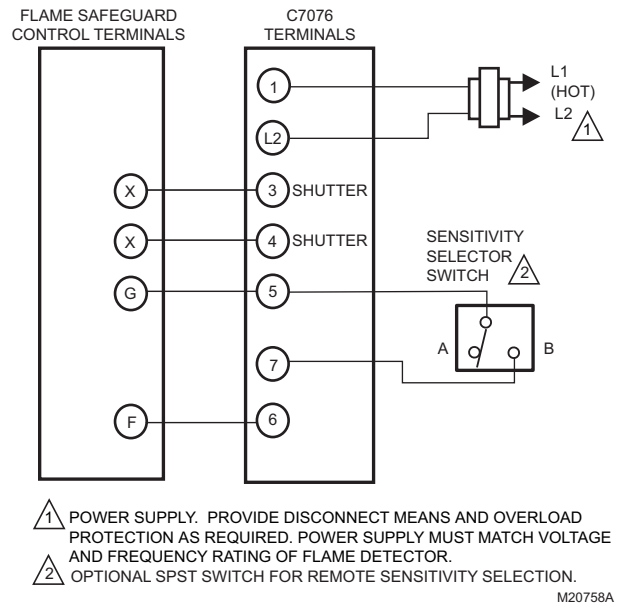 FLAME SAFEGUARD
CONTROL TERMINALS
C7076
TERMINALS
1
L1
(HOT)
L2
1
L2
X
3 SHUTTER
X
4 SHUTTER
G
5
SENSITIVITY
SELECTOR
SWITCH 2
A
B
7
F
6
1 POWER SUPPLY. PROVIDE DISCONNECT MEANS AND OVERLOAD
PROTECTION AS REQUIRED. POWER SUPPLY MUST MATCH VOLTAGE
AND FREQUENCY RATING OF FLAME DETECTOR.
2 OPTIONAL SPST SWITCH FOR REMOTE SENSITIVITY SELECTION.
M20758A